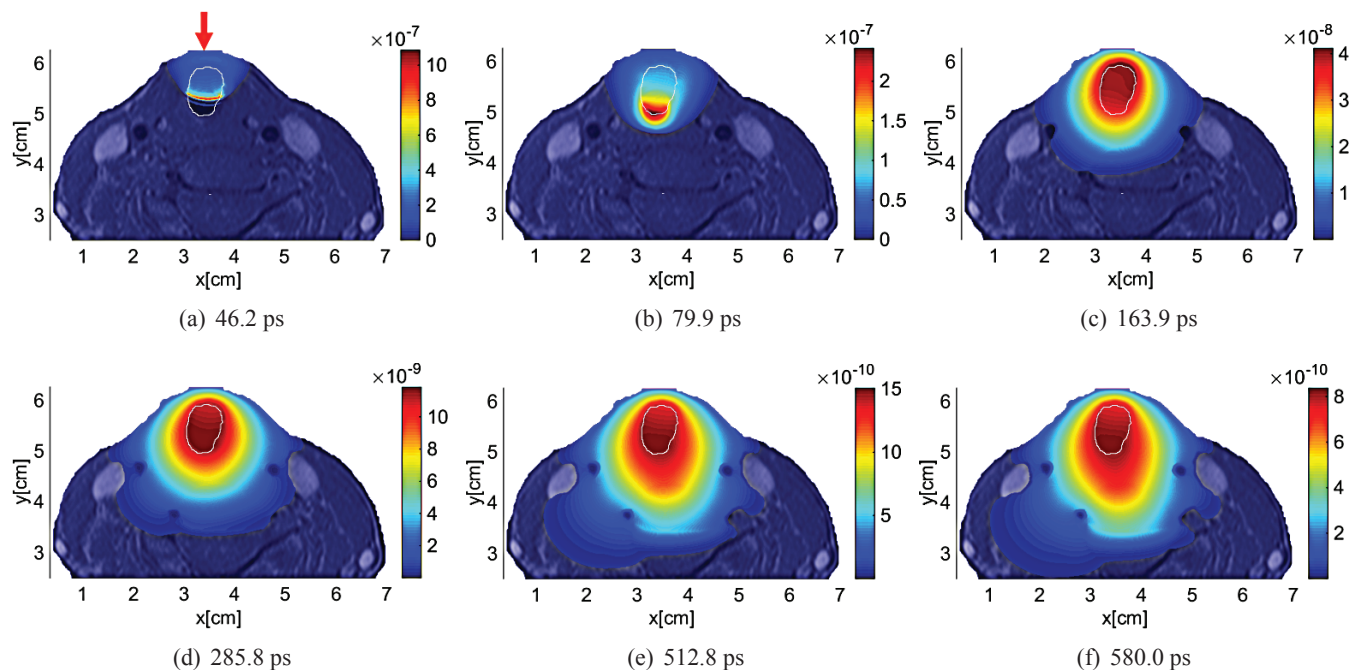 ×10-7
6
5
4
3
y[cm]
10
8
6
4
2
0
1 2 3 4 5 6 7
x[cm]
(a) 46.2 ps
×10-7
6
5
4
3
y[cm]
2
1.5
1
0.5
0
1 2 3 4 5 6 7
x[cm]
(b) 79.9 ps
×10-8
6
5
4
3
y[cm]
4
3
2
1
1 2 3 4 5 6 7
x[cm]
(c) 163.9 ps
×10-9
6
5
4
3
y[cm]
10
8
6
4
2
1 2 3 4 5 6 7
x[cm]
(d) 285.8 ps
×10-10
6
5
4
3
y[cm]
15
10
5
1 2 3 4 5 6 7
x[cm]
(e) 512.8 ps
×10-10
6
5
4
3
y[cm]
8
6
4
2
1 2 3 4 5 6 7
x[cm]
(f) 580.0 ps